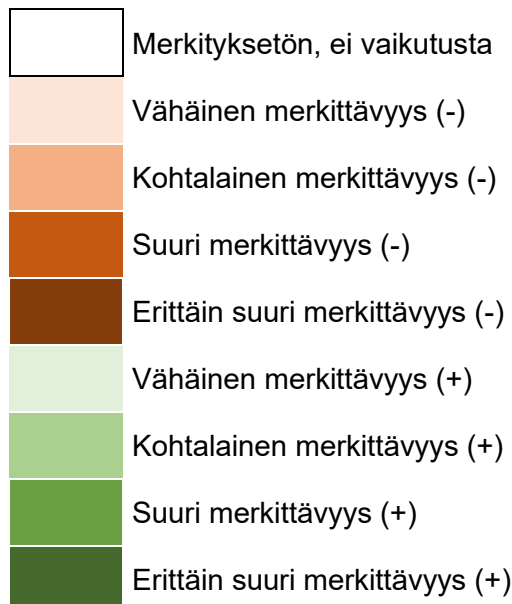 Merkityksetön, ei vaikutusta
Vähäinen merkittävyys (-)
Kohtalainen merkittävyys (-)
Suuri merkittävyys (-)
Erittäin suuri merkittävyys (-)
Vähäinen merkittävyys (+)
Kohtalainen merkittävyys (+)
Suuri merkittävyys (+)
Erittäin suuri merkittävyys (+)